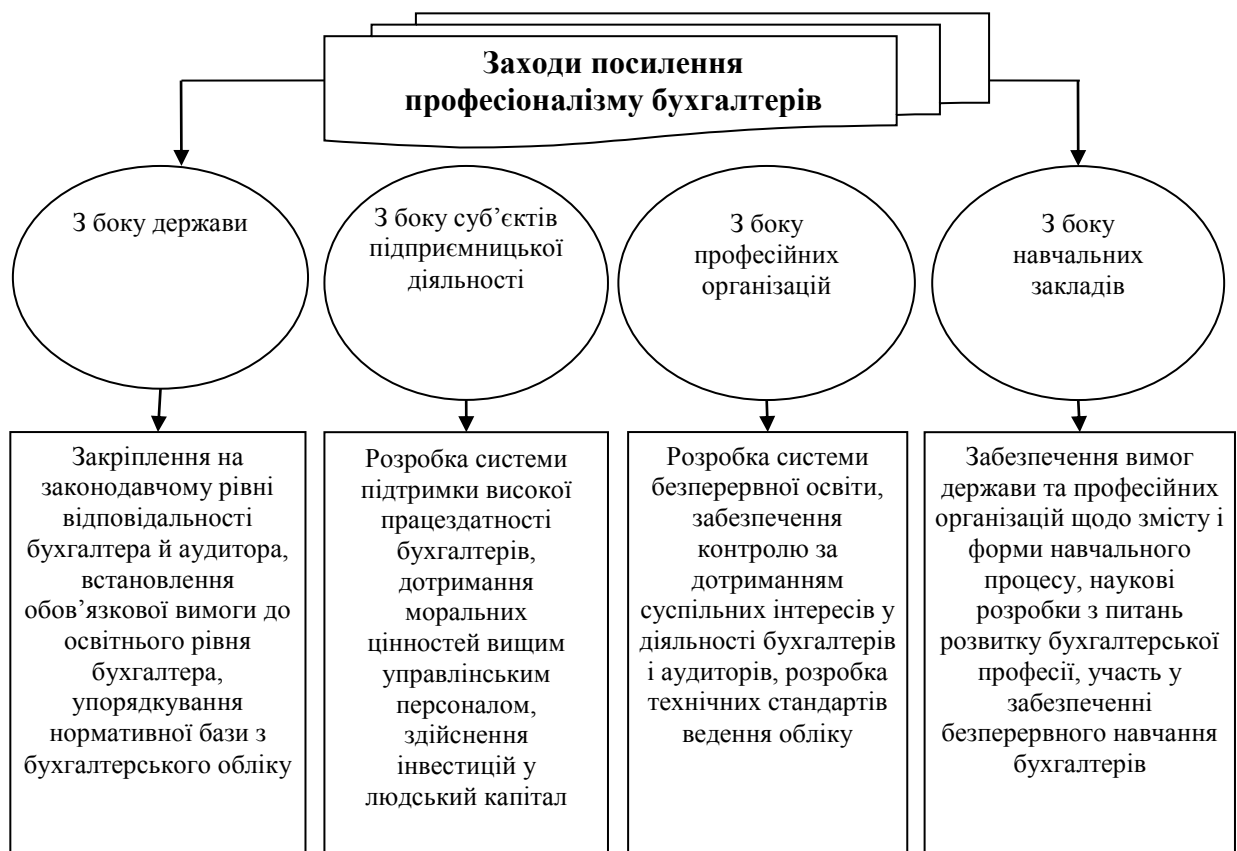 Заходи посилення
професіоналізму бухгалтерів
З боку держави
З боку суб’єктів
підприємницької
діяльності
З боку
професійних
організацій
З боку
навчальних
закладів
Закріплення на
законодавчому рівні
відповідальності
бухгалтера й аудитора,
встановлення
обов’язкової вимоги до
освітнього рівня
бухгалтера,
упорядкування
нормативної бази з
бухгалтерського обліку
Розробка системи
підтримки високої
працездатності
бухгалтерів,
дотримання
моральних
цінностей вищим
управлінським
персоналом,
здійснення
інвестицій у
людський капітал
Розробка системи
безперервної освіти,
забезпечення
контролю за
дотриманням
суспільних інтересів у
діяльності бухгалтерів
і аудиторів, розробка
технічних стандартів
ведення обліку
Забезпечення вимог
держави та професійних
організацій щодо змісту і
форми навчального
процесу, наукові
розробки з питань
розвитку бухгалтерської
професії, участь у
забезпеченні
безперервного навчання
бухгалтерів